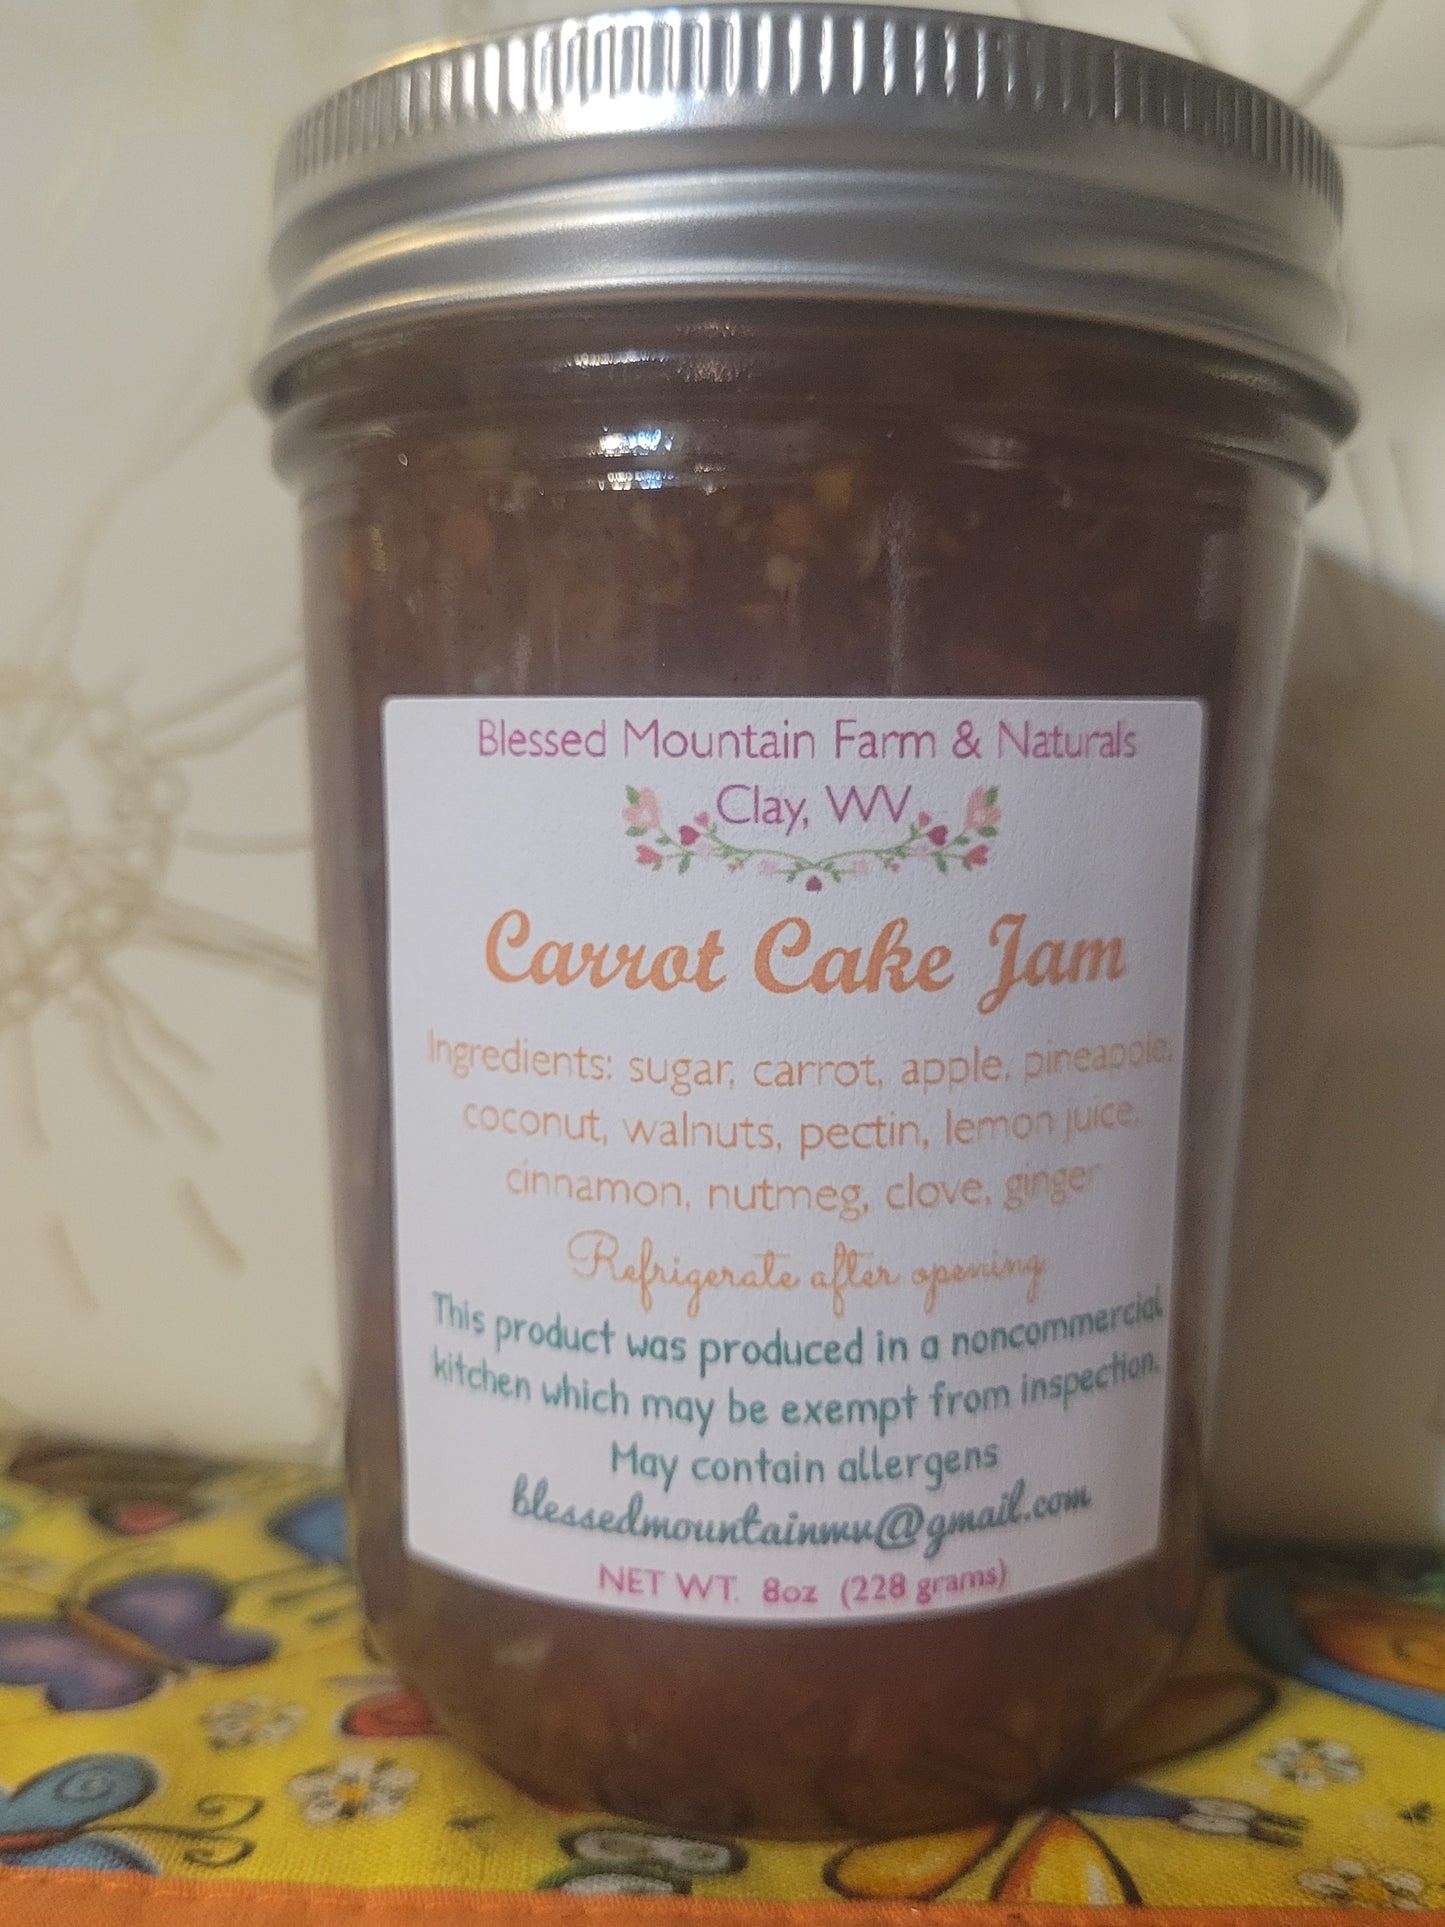 Blessed Mountain Farm & Naturals
Clay, WV
Carrot Cake Jam
Ingredients: sugar, carrot, apple, pineapple,
coconut, walnuts, pectin, lemon juice,
cinnamon, nutmeg, clove, ginger
Refrigerate after opening
This product was produced in a noncommercial
kitchen which may be exempt from inspection.
May contain allergens
blessedmountainwv@gmail.com
NET WT. 8oz (228 grams)